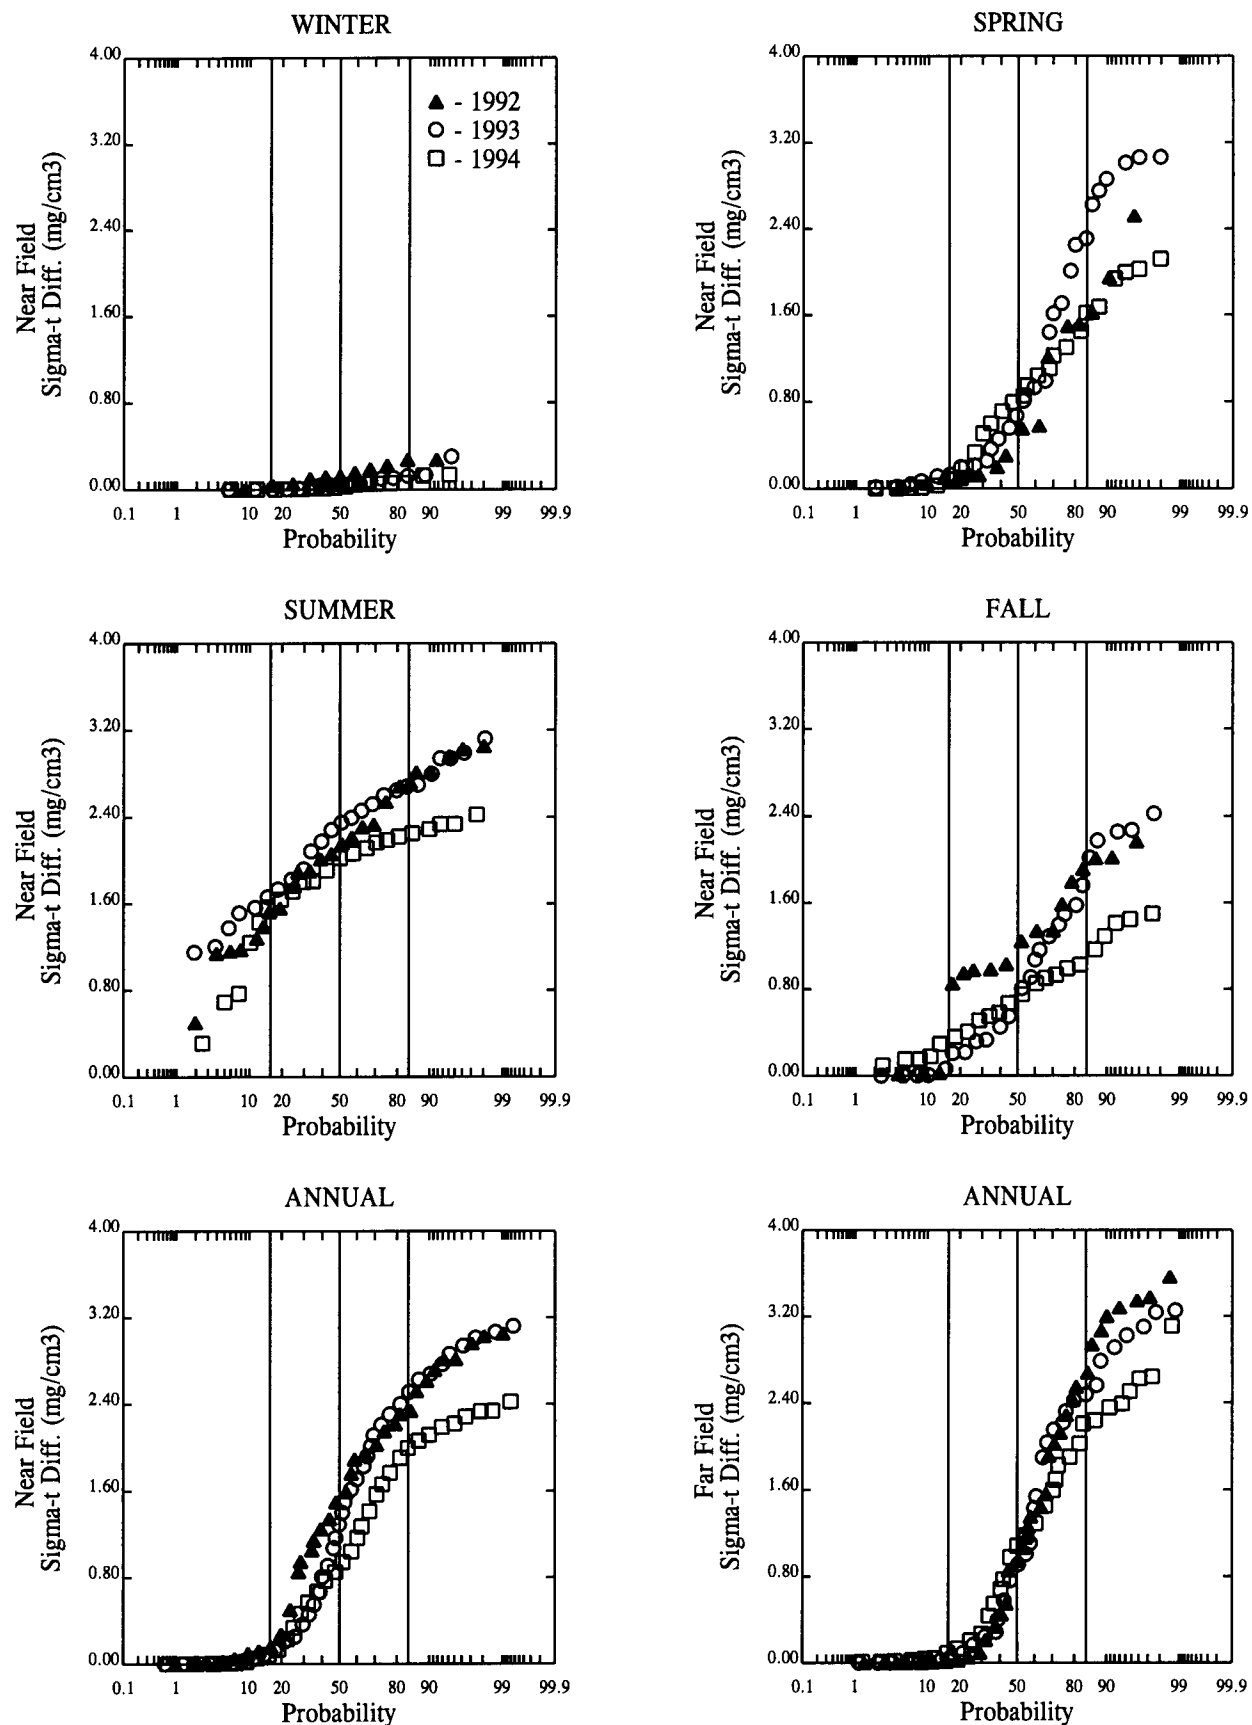 WINTER
4.00
3.20
2.40
1.60
0.80
0.00
Near Field
Sigma-t Diff. (mg/cm3)
▲ - 1992
○ - 1993
□ - 1994
0.1 1 10 20 50 80 90 99 99.9
Probability
SPRING
4.00
3.20
2.40
1.60
0.80
0.00
Near Field
Sigma-t Diff. (mg/cm3)
0.1 1 10 20 50 80 90 99 99.9
Probability
SUMMER
4.00
3.20
2.40
1.60
0.80
0.00
Near Field
Sigma-t Diff. (mg/cm3)
0.1 1 10 20 50 80 90 99 99.9
Probability
FALL
4.00
3.20
2.40
1.60
0.80
0.00
Near Field
Sigma-t Diff. (mg/cm3)
0.1 1 10 20 50 80 90 99 99.9
Probability
ANNUAL
4.00
3.20
2.40
1.60
0.80
0.00
Near Field
Sigma-t Diff. (mg/cm3)
0.1 1 10 20 50 80 90 99 99.9
Probability
ANNUAL
4.00
3.20
2.40
1.60
0.80
0.00
Far Field
Sigma-t Diff. (mg/cm3)
0.1 1 10 20 50 80 90 99 99.9
Probability